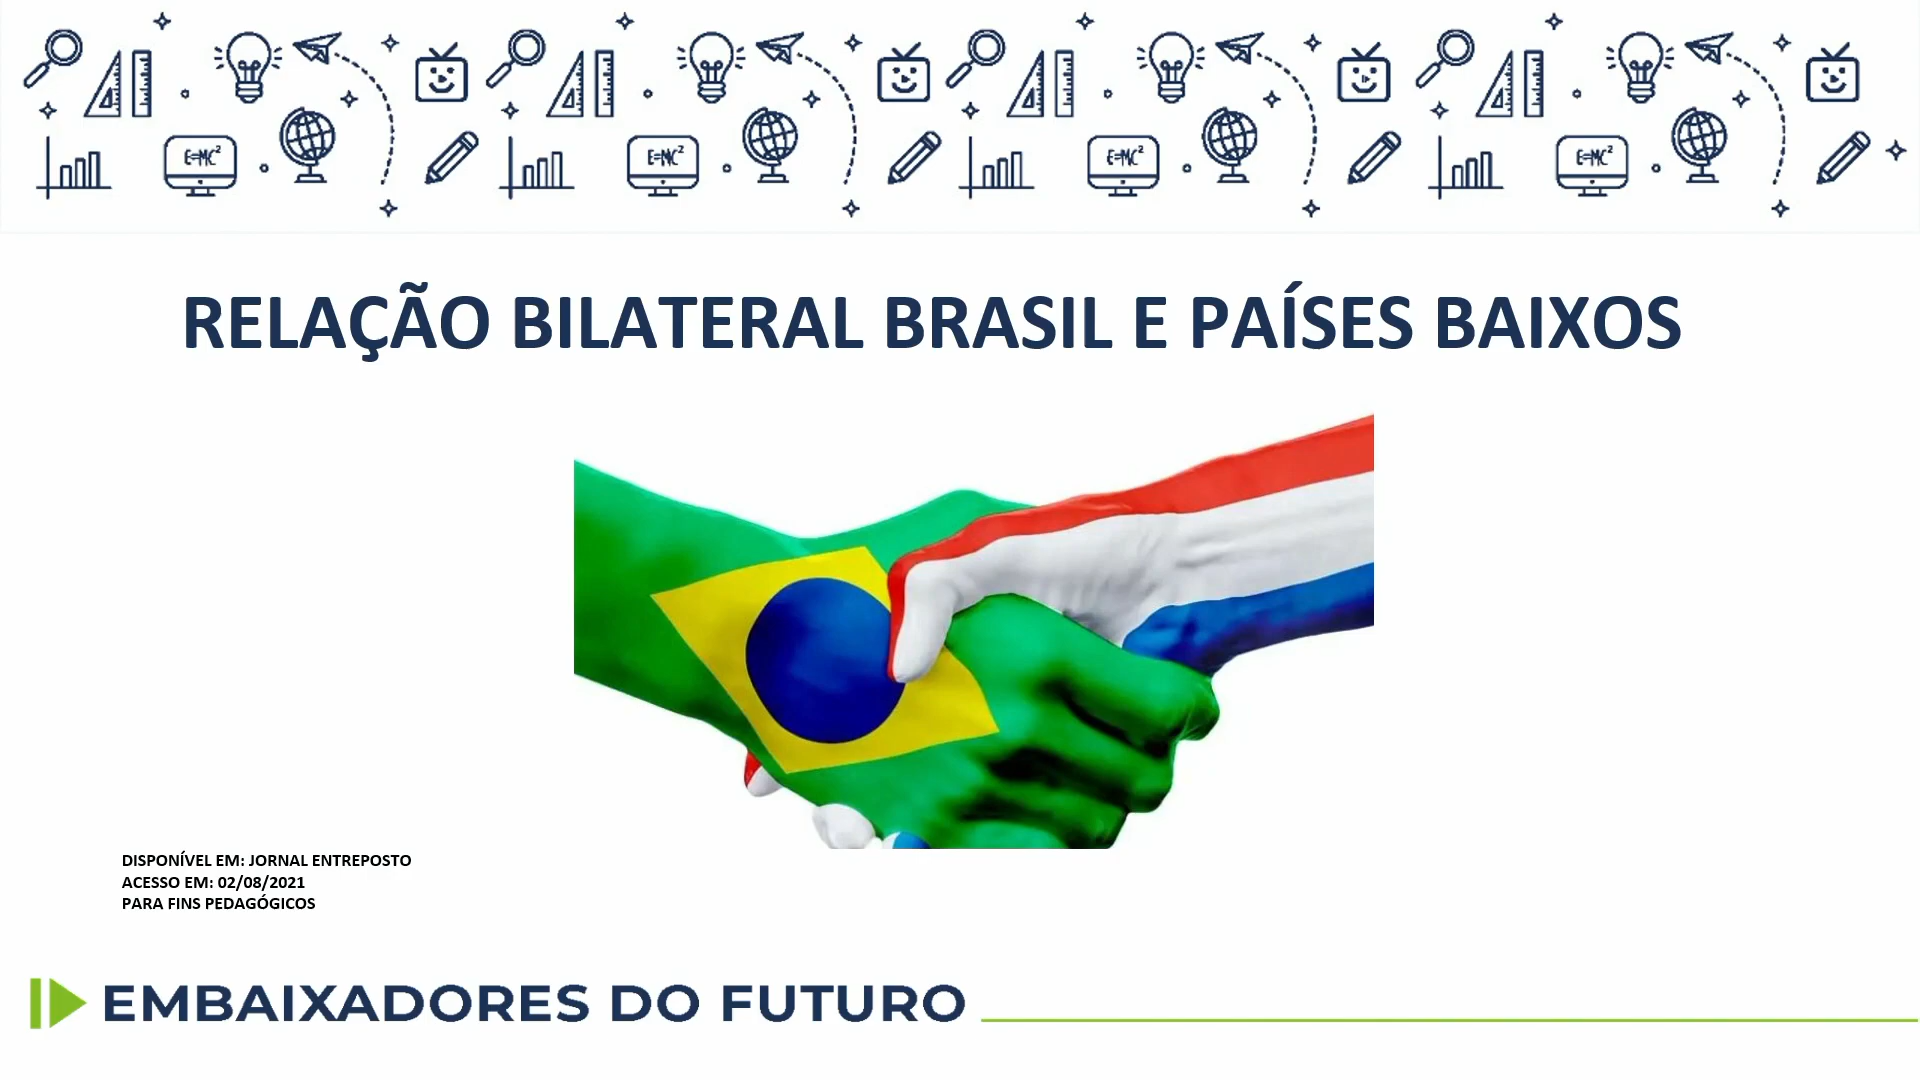 E=MC²
E=MC²
E=MC²
E=MC²
RELAÇÃO BILATERAL BRASIL E PAÍSES BAIXOS
DISPONÍVEL EM: JORNAL ENTREPOSTO
ACESSO EM: 02/08/2021
PARA FINS PEDAGÓGICOS
EMBAIXADORES DO FUTURO